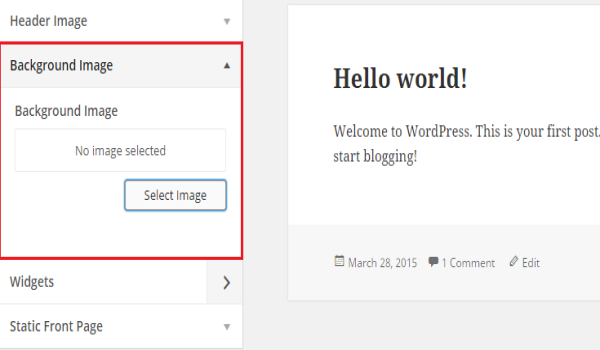 Header Image
Background Image
Background Image
No image selected
Select Image
Widgets
Static Front Page
Hello world!
Welcome to WordPress. This is your first post.
start blogging!
March 28, 2015 1 Comment Edit